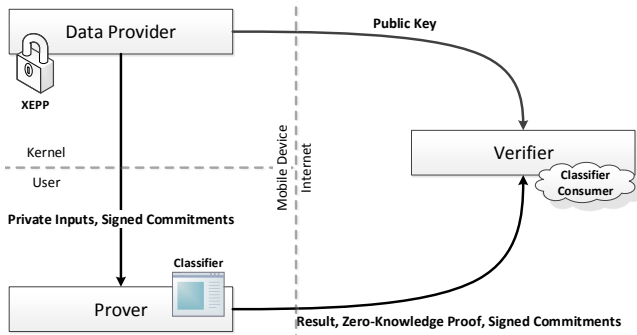 Data Provider
Public Key
XEPP
Kernel
User
Mobile Device
Internet
Verifier
Classifier
Consumer
Private Inputs, Signed Commitments
Classifier
Prover
Result, Zero-Knowledge Proof, Signed Commitments